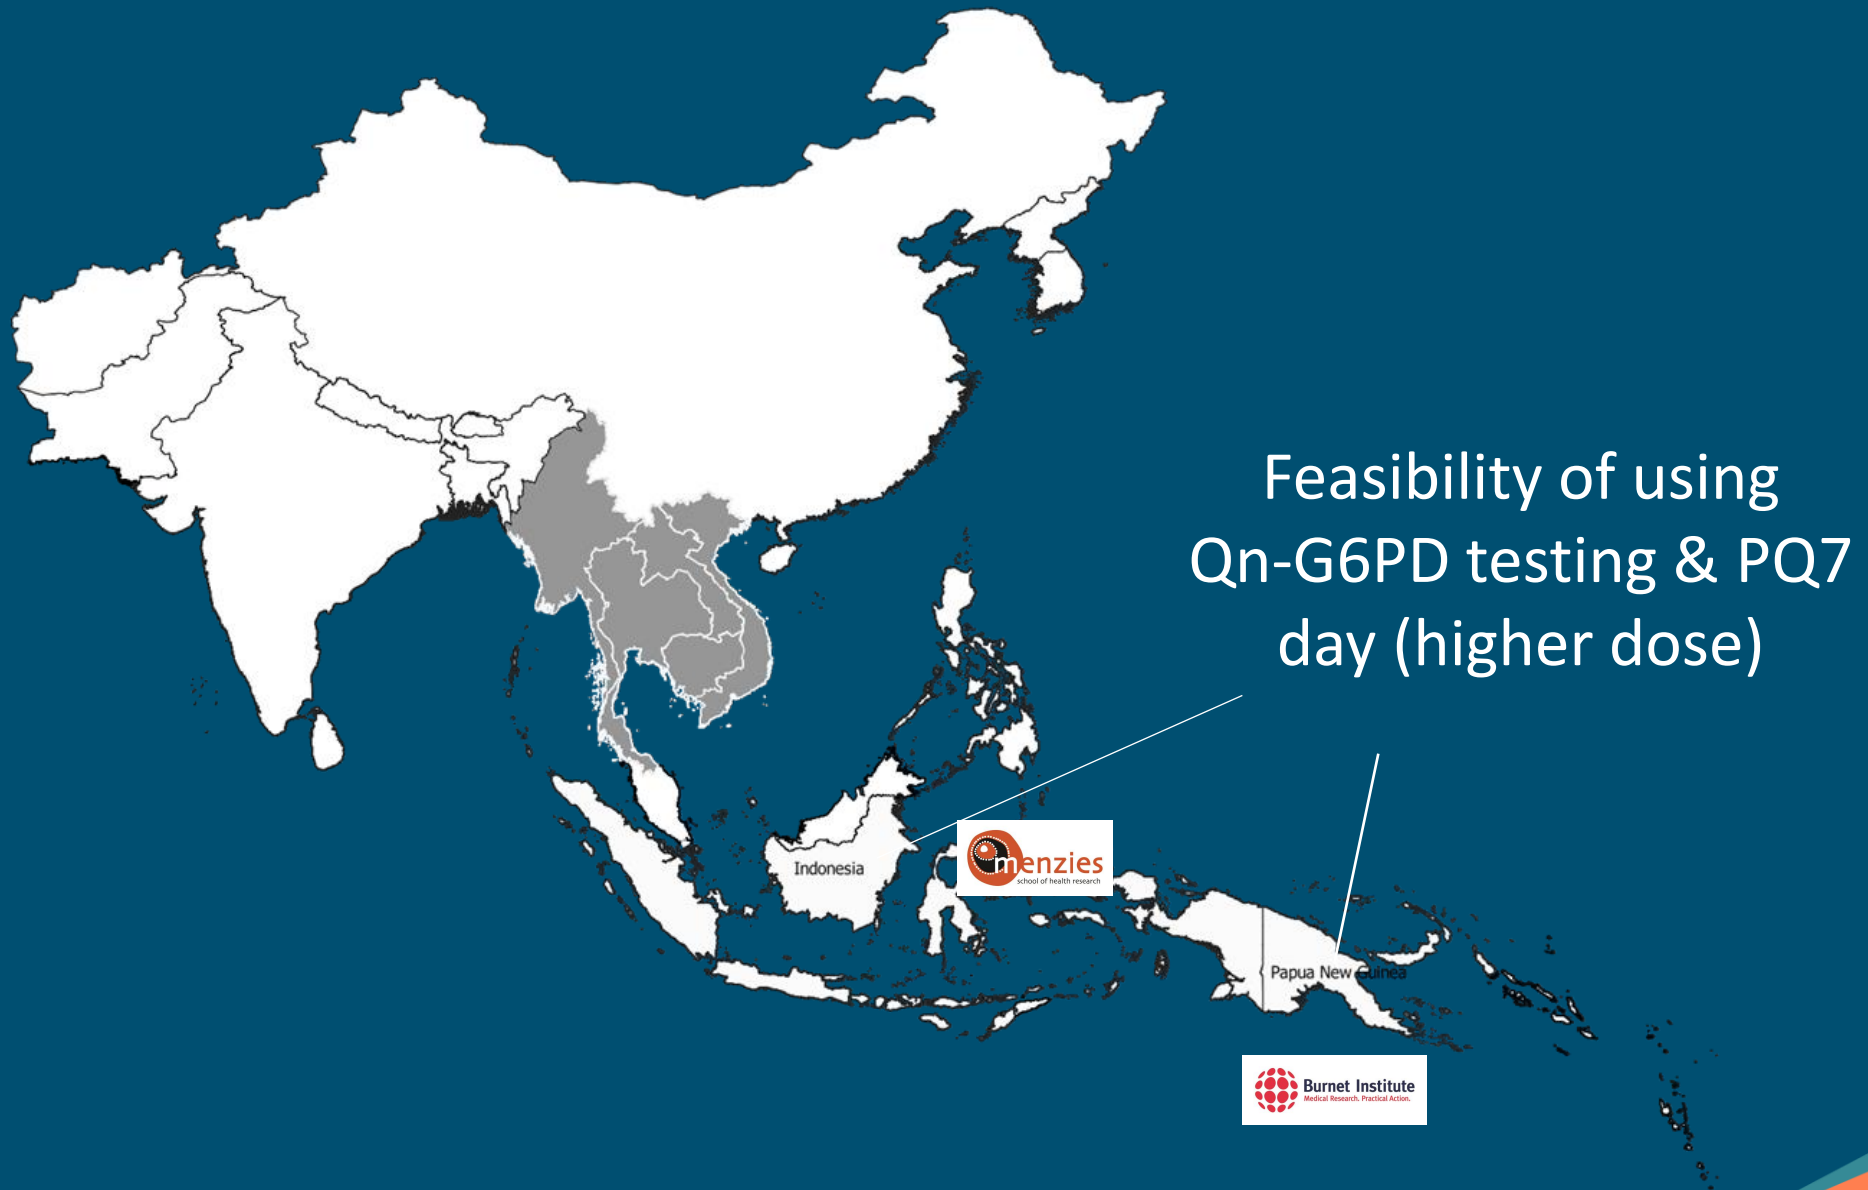 Feasibility of using
Qn-G6PD testing & PQ7
day (higher dose)
Indonesia
menzies
school of health research
Papua New Guinea
Burnet Institute
Medical Research. Practical Action.